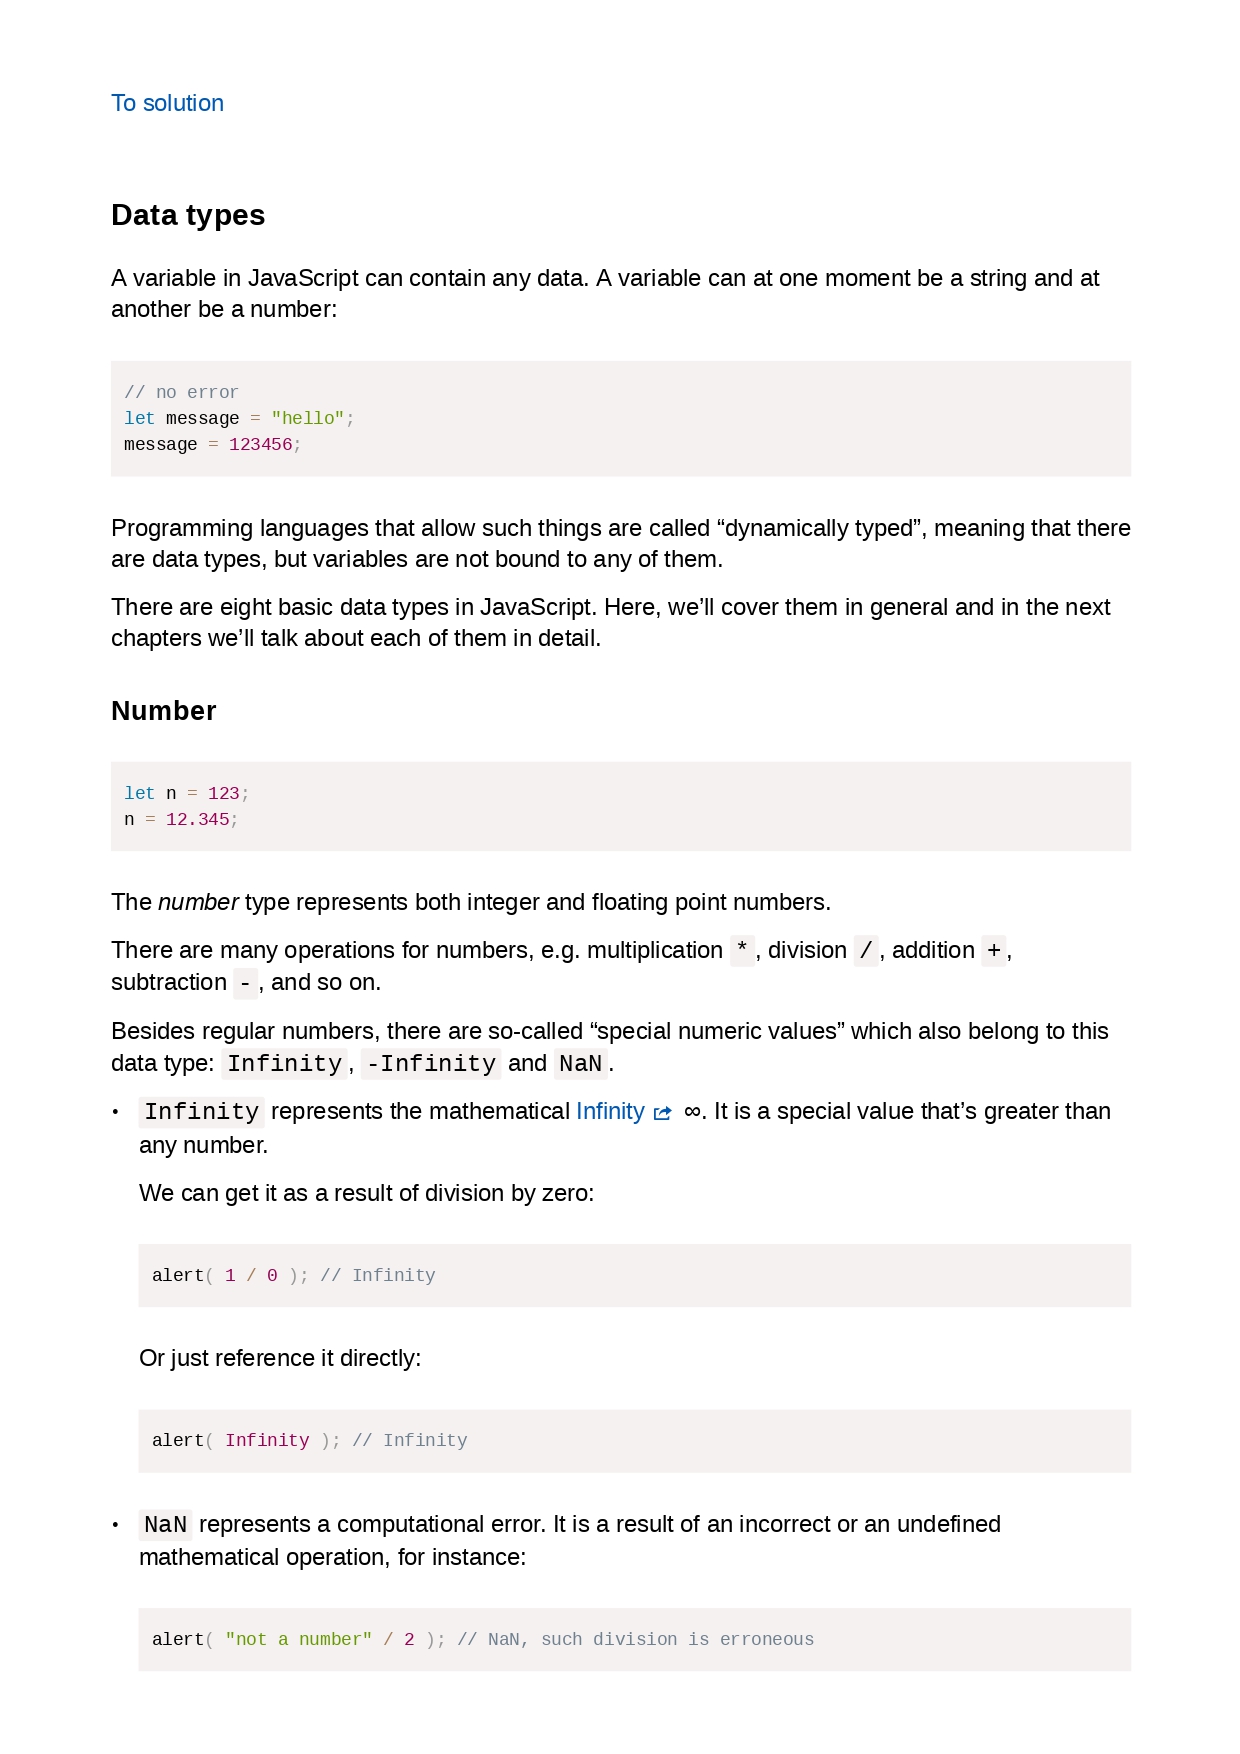 To solution
Data types
A variable in JavaScript can contain any data. A variable can at one moment be a string and at
another be a number:
// no error
let message = "hello";
message = 123456;
Programming languages that allow such things are called “dynamically typed”, meaning that there
are data types, but variables are not bound to any of them.
There are eight basic data types in JavaScript. Here, we’ll cover them in general and in the next
chapters we’ll talk about each of them in detail.
Number
let n = 123;
n = 12.345;
The number type represents both integer and floating point numbers.
There are many operations for numbers, e.g. multiplication *, division /, addition +,
subtraction -, and so on.
Besides regular numbers, there are so-called “special numeric values” which also belong to this
data type: Infinity, -Infinity and NaN.
• Infinity represents the mathematical Infinity ∞. It is a special value that’s greater than
any number.
We can get it as a result of division by zero:
alert( 1 / 0 ); // Infinity
Or just reference it directly:
alert( Infinity ); // Infinity
• NaN represents a computational error. It is a result of an incorrect or an undefined
mathematical operation, for instance:
alert( "not a number" / 2 ); // NaN, such division is erroneous